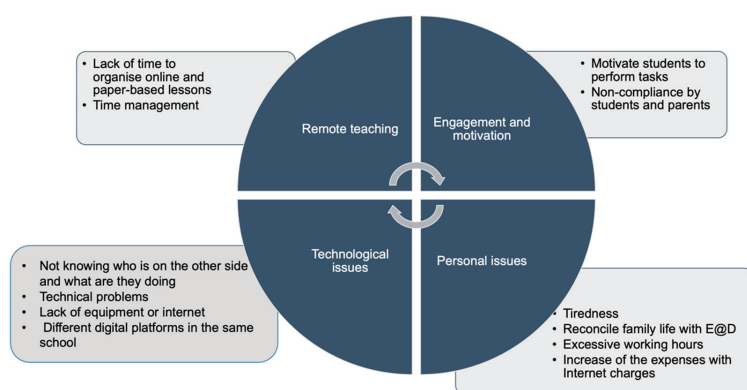 • Lack of time to
organise online and
paper-based lessons
• Time management
Remote teaching
Engagement and
motivation
• Motivate students to
perform tasks
• Non-compliance by
students and parents
• Not knowing who is on the other side
and what are they doing
• Technical problems
• Lack of equipment or internet
• Different digital platforms in the same
school
Technological
issues
Personal issues
• Tiredness
• Reconcile family life with E@D
• Excessive working hours
• Increase of the expenses with
Internet charges